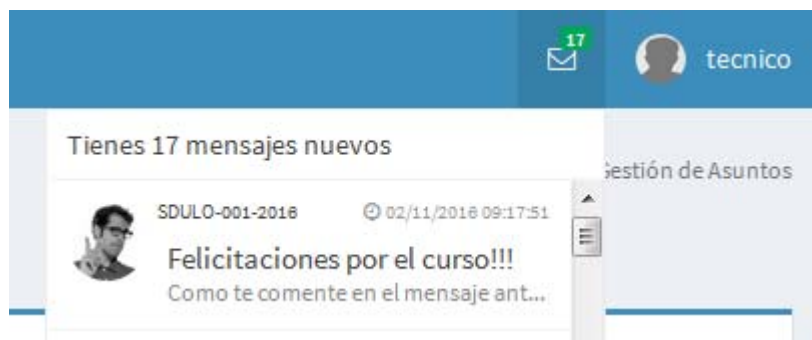 17
tecnico
Tienes 17 mensajes nuevos
Gestión de Asuntos
SDULO-001-2016 02/11/2016 09:17:51
Felicitaciones por el curso!!!
Como te comente en el mensaje ant...